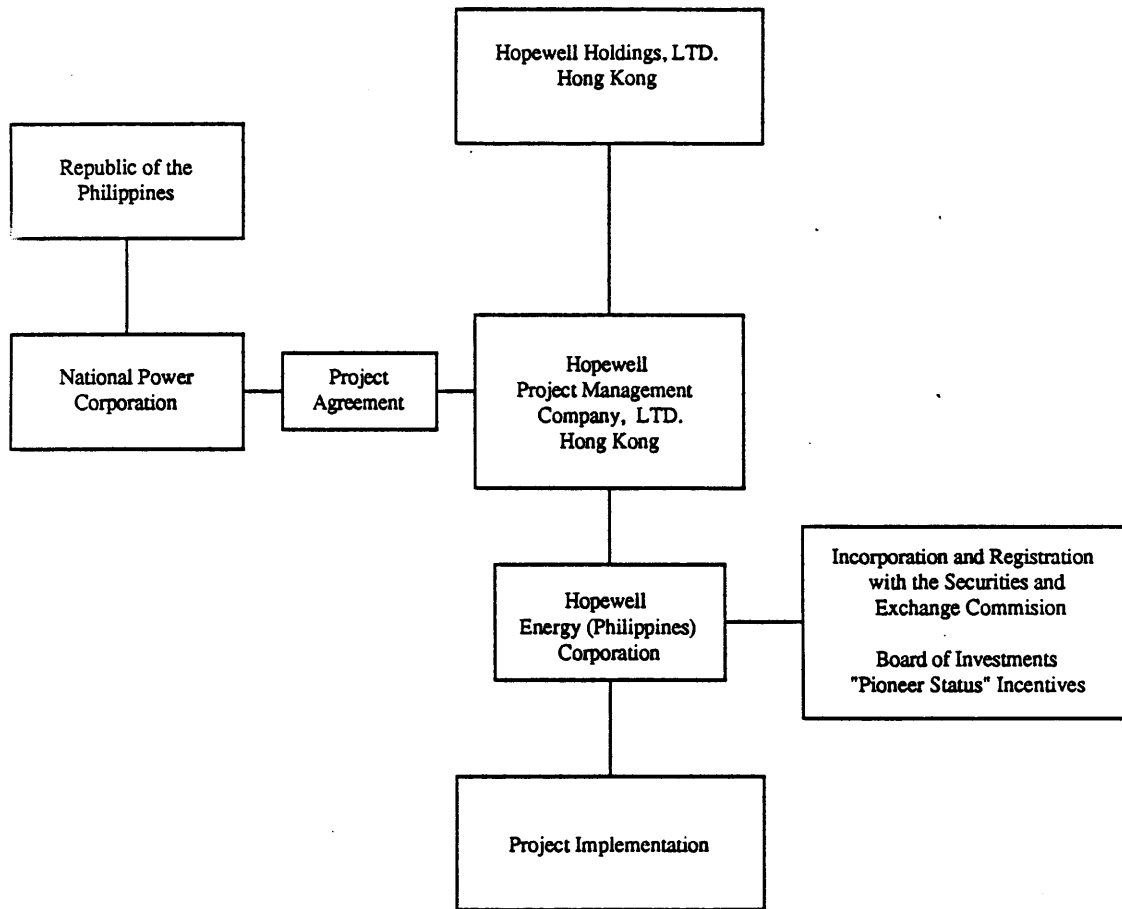 Hopewell Holdings, LTD.
Hong Kong
Republic of the
Philippines
National Power
Corporation
Project
Agreement
Hopewell
Project Management
Company, LTD.
Hong Kong
Hopewell
Energy (Philippines)
Corporation
Incorporation and Registration
with the Securities and
Exchange Commision
Board of Investments
"Pioneer Status" Incentives
Project Implementation